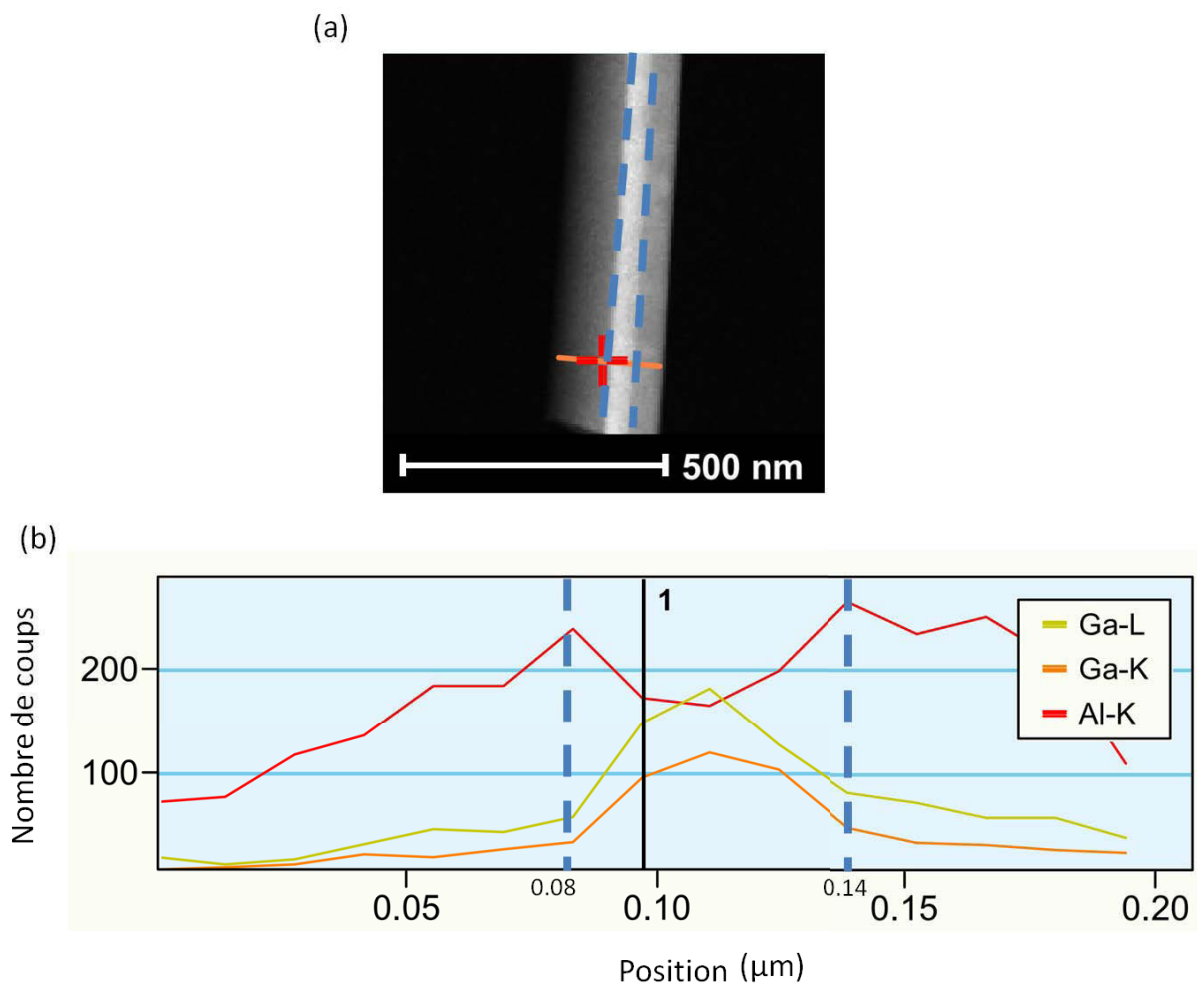 (a)
500 nm
(b)
Nombre de coups
200
100
1
Ga-L
Ga-K
Al-K
0.08
0.14
0.05
0.10
0.15
0.20
Position (μm)